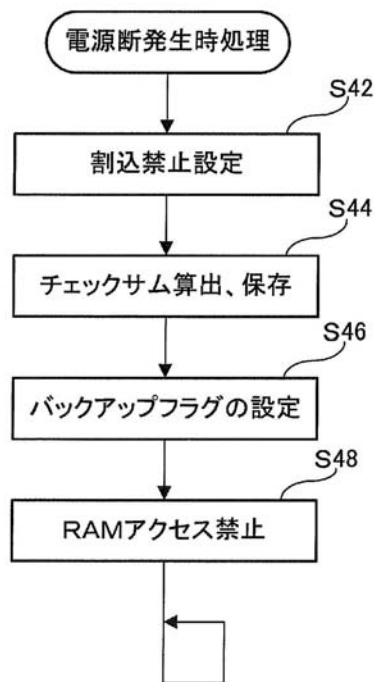 電源断発生時処理
S42
割込禁止設定
S44
チェックサム算出、保存
S46
バックアップフラグの設定
S48
RAMアクセス禁止